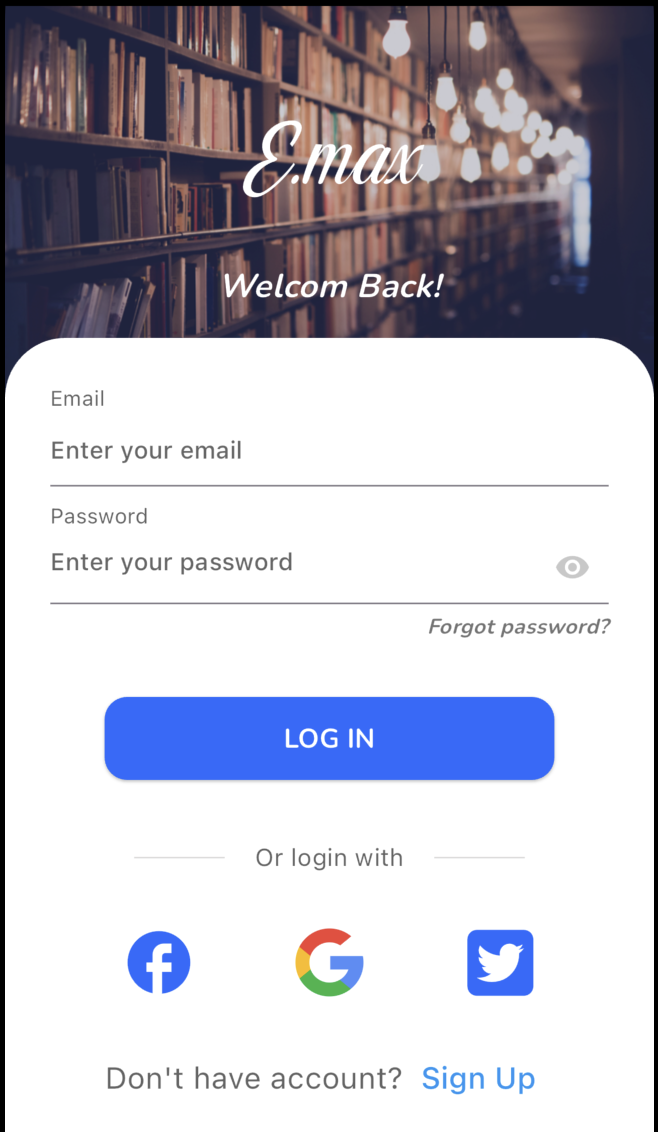 E.max
Welcom Back!
Email
Enter your email
Password
Enter your password
Forgot password?
LOG IN
Or login with
Don't have account? Sign Up